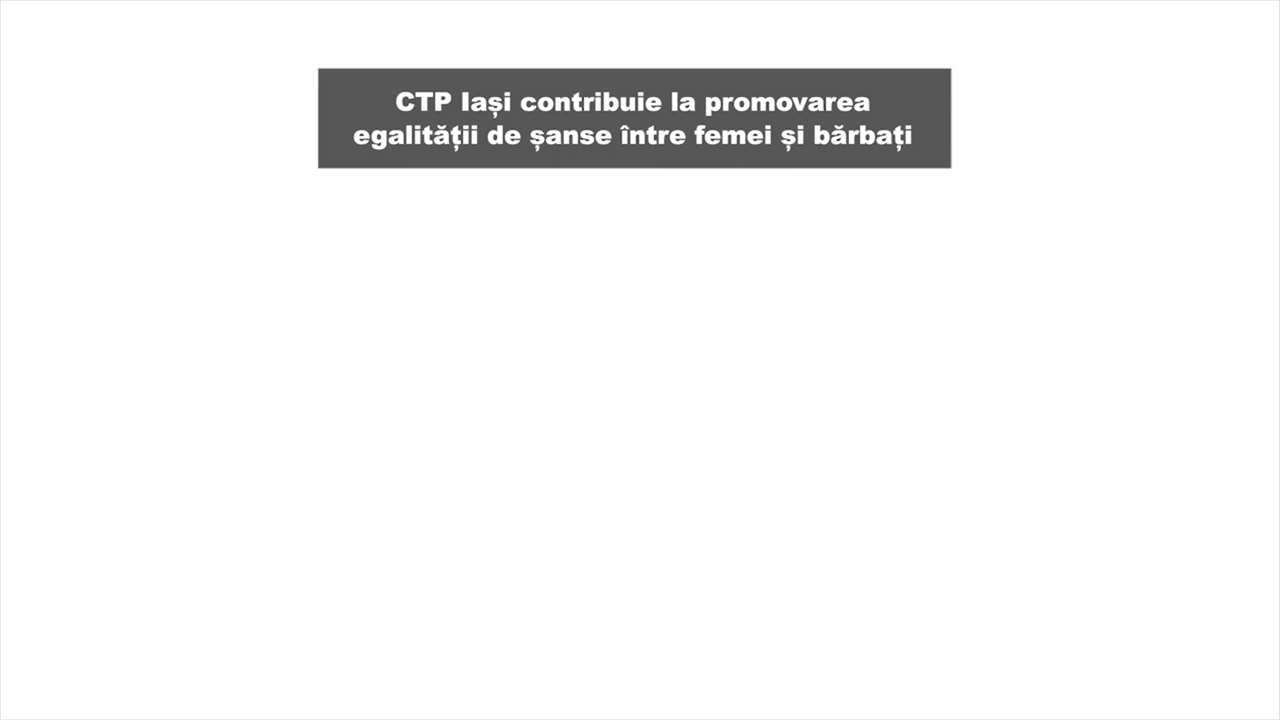 CTP Iași contribuie la promovarea
egalității de șanse între femei și bărbați